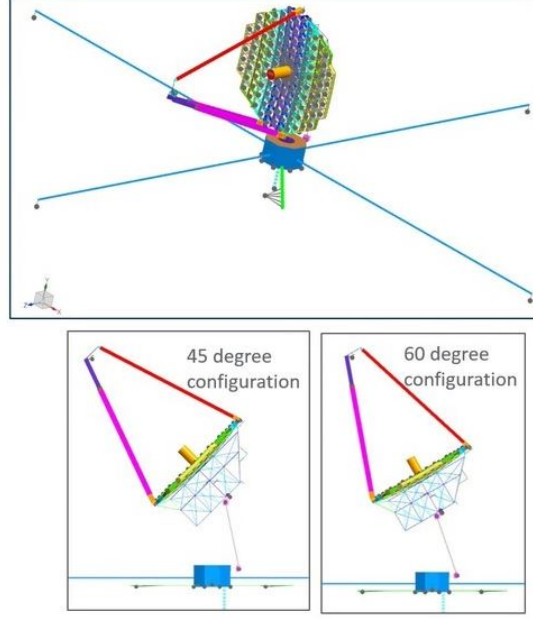 Y
Z
X
45 degree
configuration
60 degree
configuration